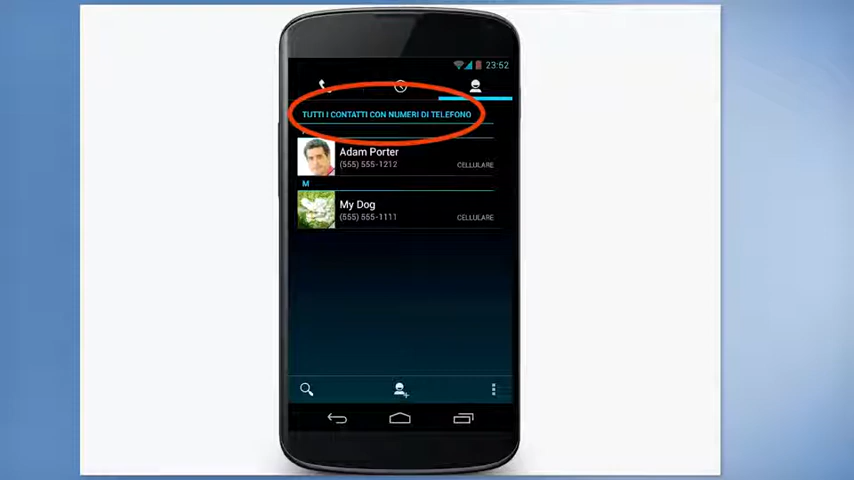 23:52
TUTTI I CONTATTI CON NUMERI DI TELEFONO
Adam Porter
(555) 555-1212 CELLULARE
M
My Dog
(555) 555-1111 CELLULARE